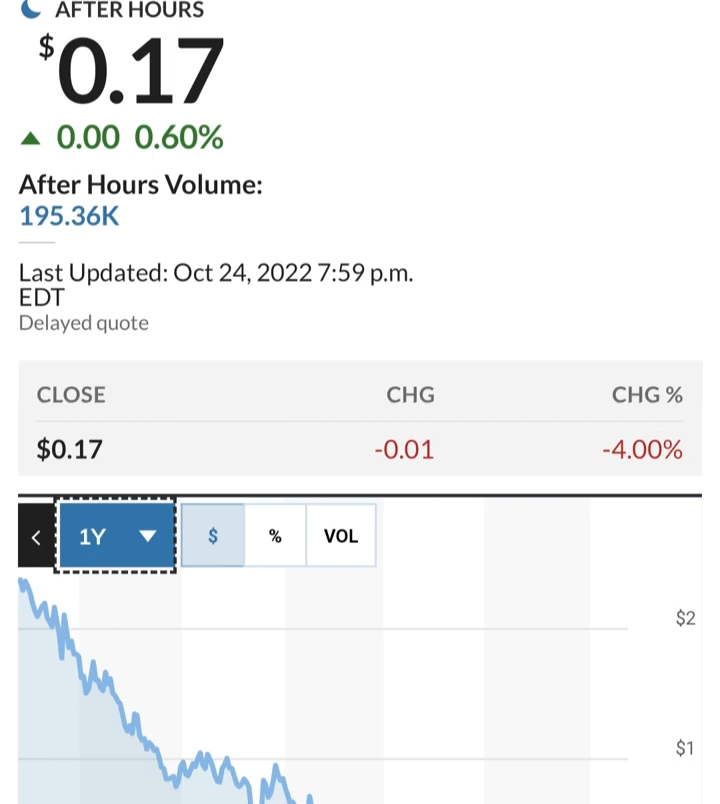 AFTER HOURS
$0.17
0.00 0.60%
After Hours Volume:
195.36K
Last Updated: Oct 24, 2022 7:59 p.m.
EDT
Delayed quote
CLOSE CHG CHG %
$0.17 -0.01 -4.00%
1Y $ % VOL
$2
$1